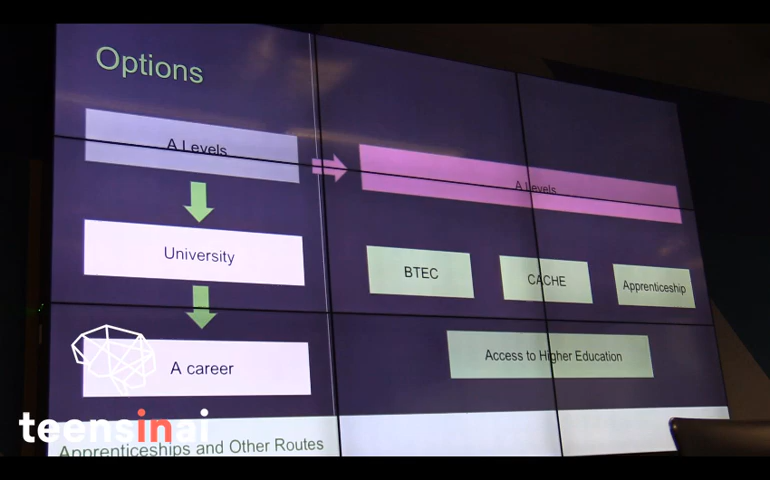 Options
A Levels
University
A career
A Levels
BTEC
CACHE
Apprenticeship
Access to Higher Education
Apprenticeships and Other Routes
teensinai